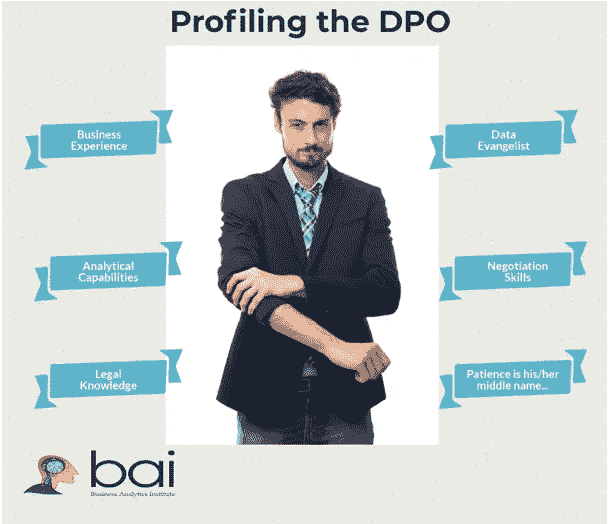 Profiling the DPO
Business
Experience
Data
Evangelist
Analytical
Capabilities
Negotiation
Skills
Legal
Knowledge
Patience is his/her
middle name...
bai
Business Analytics Institute